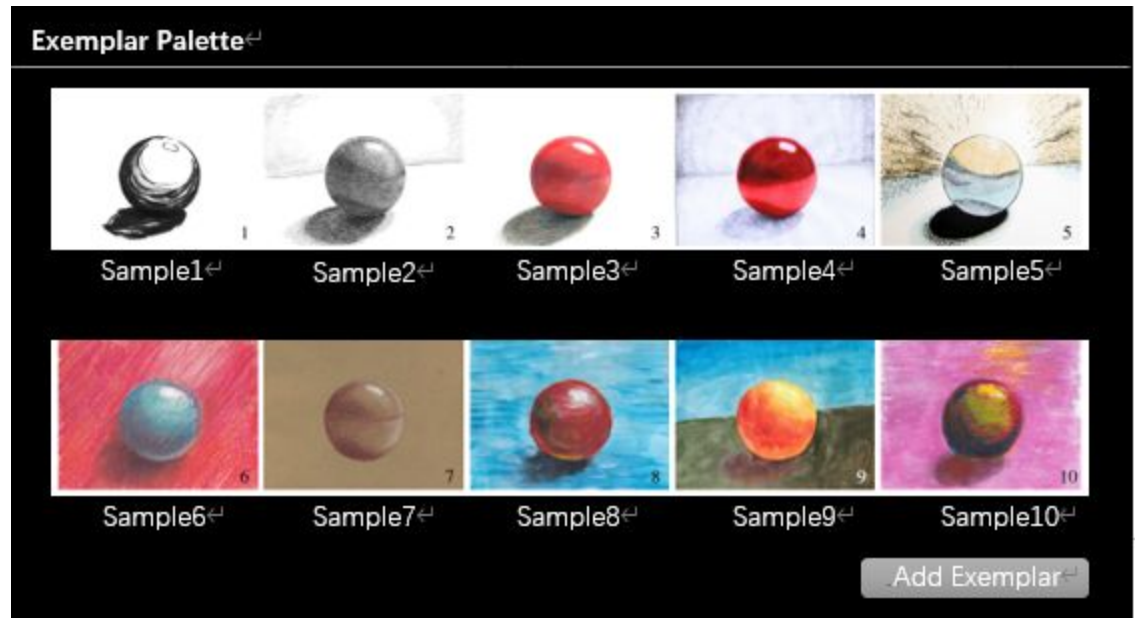 Exemplar Palette↵
1 2 3 4 5
Sample1↵ Sample2↵ Sample3↵ Sample4↵ Sample5↵
6 7 8 9 10
Sample6↵ Sample7↵ Sample8↵ Sample9↵ Sample10↵
Add Exemplar↵